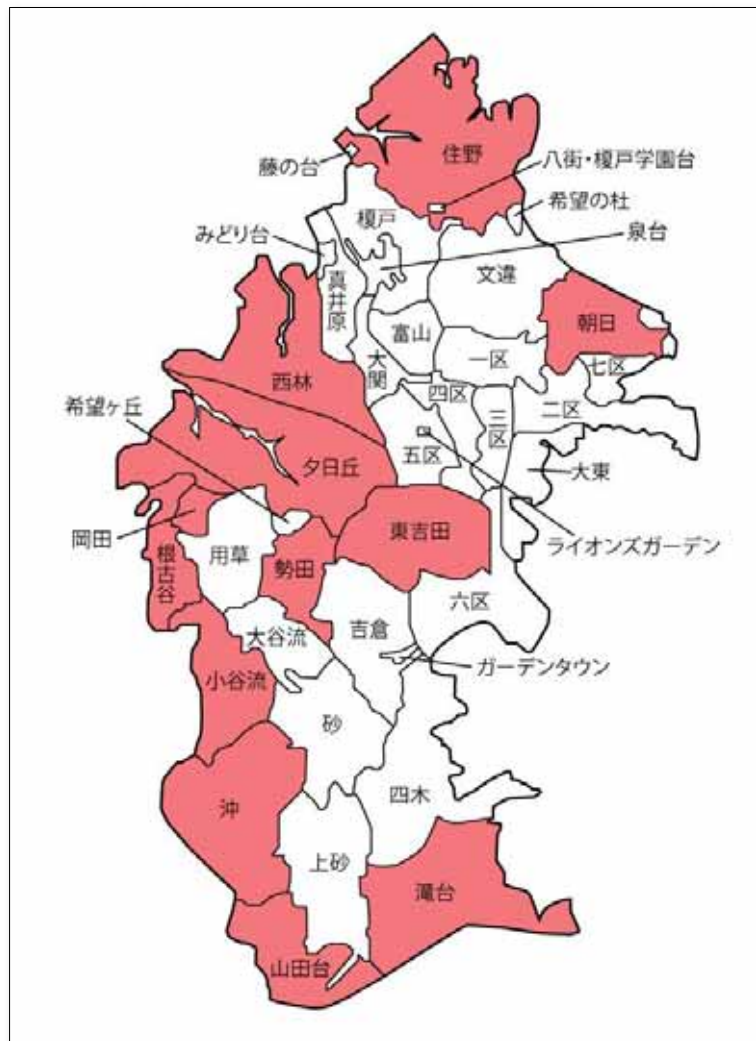 住野
藤の台
八街・榎戸学園台
希望の杜
榎戸
みどり台
泉台
文違
真井原
朝日
富山
大関
一区
七区
西林
四区
二区
三区
希望ヶ丘
五区
夕日丘
大東
東吉田
岡田
用草
ライオンズガーデン
根古谷
勢田
六区
大谷流
吉倉
ガーデンタウン
小谷流
砂
四木
沖
上砂
滝台
山田台